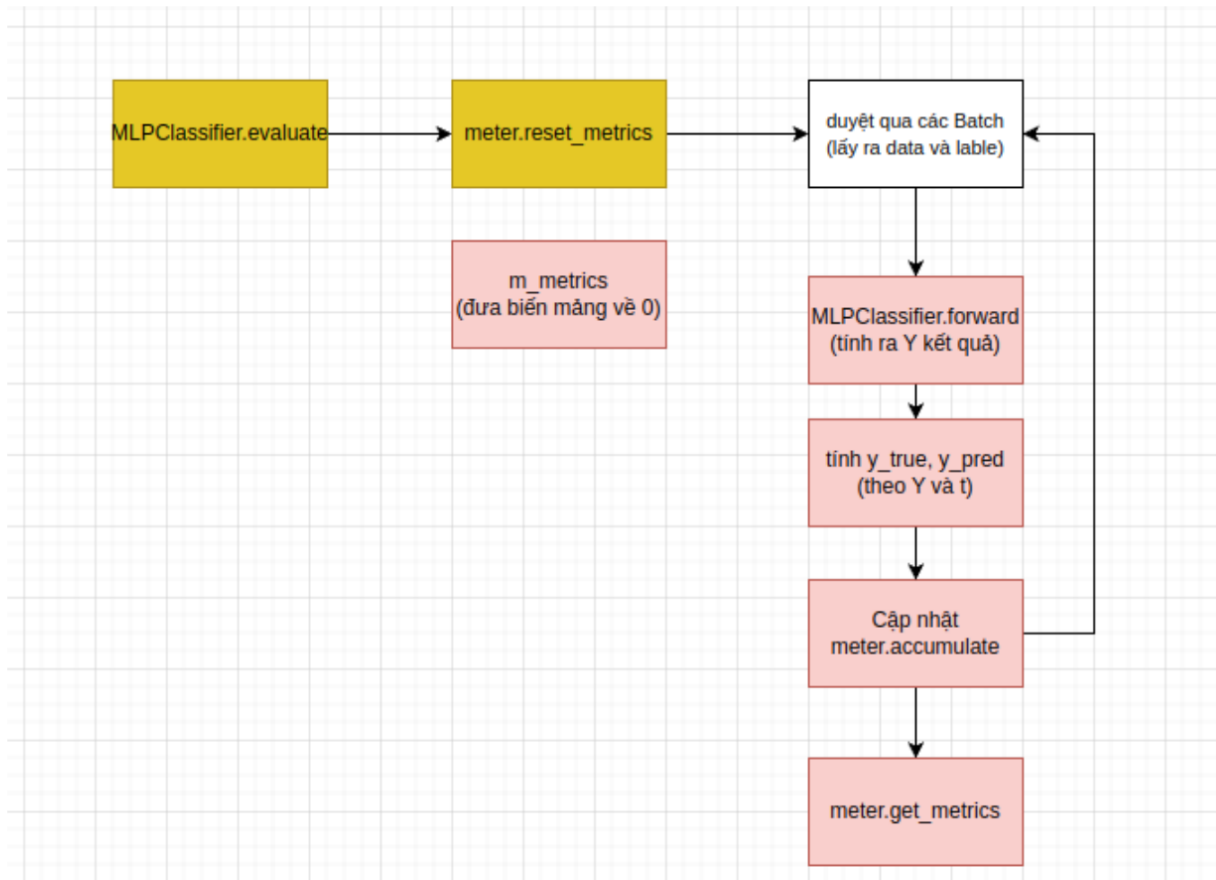 MLPClassifier.evaluate
meter.reset_metrics
duyệt qua các Batch
(lấy ra data và lable)
m_metrics
(đưa biến mảng về 0)
MLPClassifier.forward
(tính ra Y kết quả)
tính y_true, y_pred
(theo Y và t)
Cập nhật
meter.accumulate
meter.get_metrics